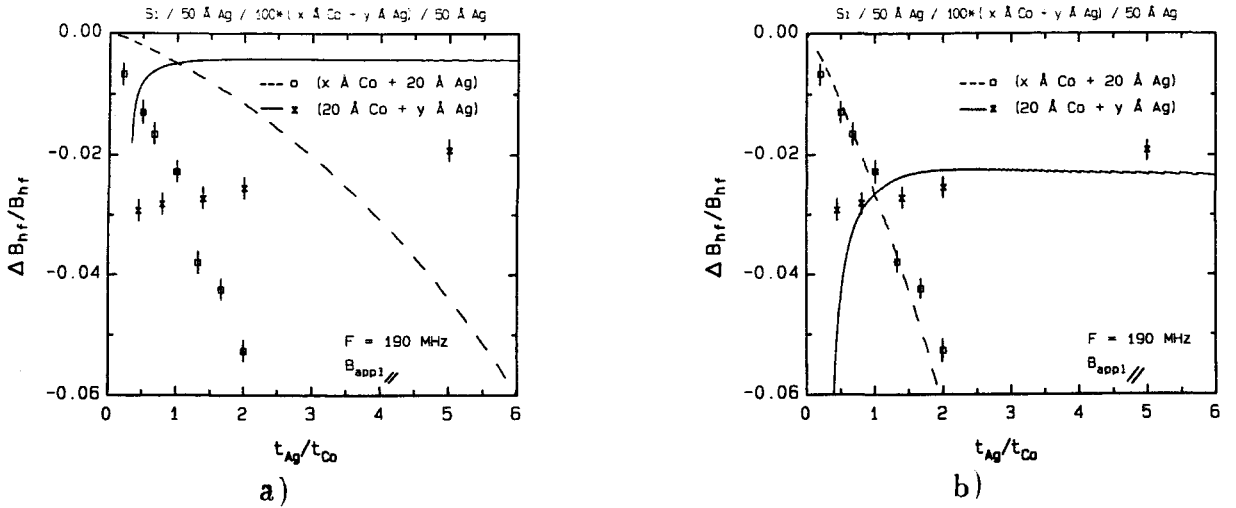 Si / 50 Å Ag / 100*(x Å Co + y Å Ag) / 50 Å Ag
0.00
-0.02
-0.04
-0.06
Δ B_hf / B_hf
(x Å Co + 20 Å Ag)
(20 Å Co + y Å Ag)
F = 190 MHz
B_appl //
0 1 2 3 4 5 6
t_Ag/t_Co
a)
Si / 50 Å Ag / 100*(x Å Co + y Å Ag) / 50 Å Ag
0.00
-0.02
-0.04
-0.06
Δ B_hf / B_hf
(x Å Co + 20 Å Ag)
(20 Å Co + y Å Ag)
F = 190 MHz
B_appl //
0 1 2 3 4 5 6
t_Ag/t_Co
b)